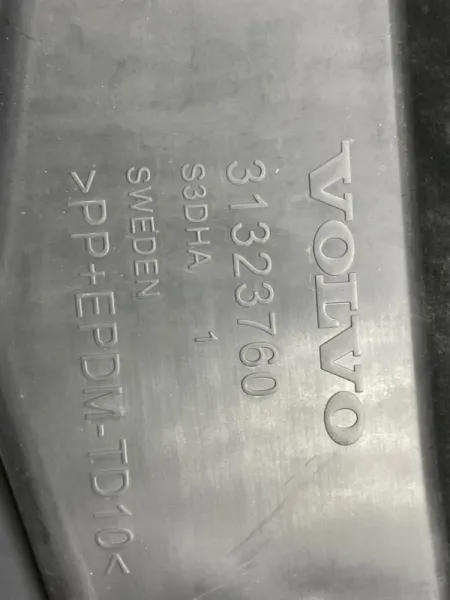 VOLVO
31323760
S3DHA 1
SWEDEN
>PP+EPDM-TD10<